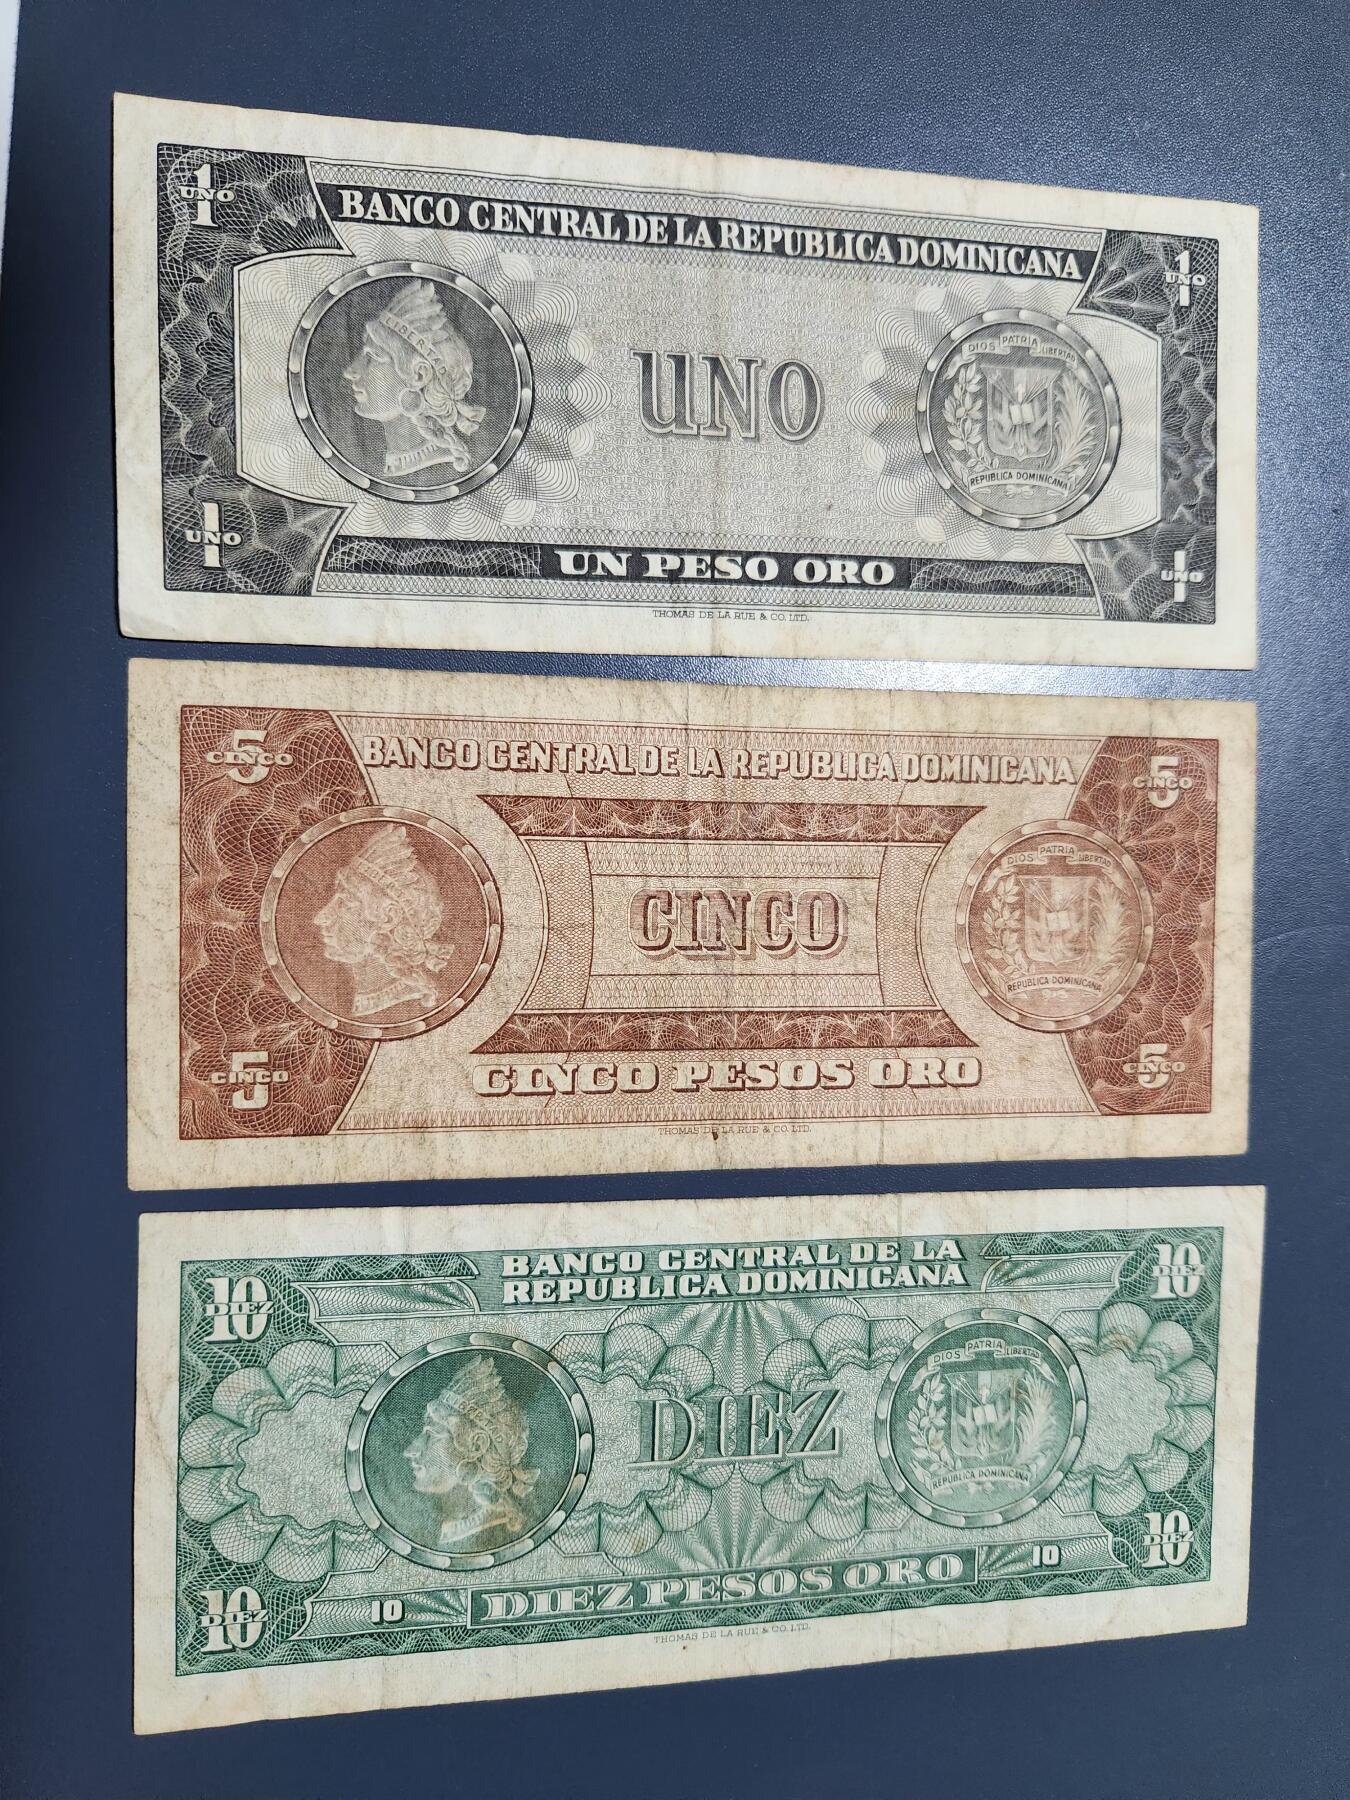 1
UNO
BANCO CENTRAL DE LA REPUBLICA DOMINICANA
1
UNO
LIBERTAD
UNO
DIOS PATRIA LIBERTAD
REPUBLICA DOMINICANA
1
UNO
UN PESO ORO
1
UNO
THOMAS DE LA RUE & CO. LTD.
5
CINCO
BANCO CENTRAL DE LA REPUBLICA DOMINICANA
5
CINCO
LIBERTAD
CINCO
DIOS PATRIA LIBERTAD
REPUBLICA DOMINICANA
5
CINCO
CINCO PESOS ORO
5
CINCO
THOMAS DE LA RUE & CO. LTD.
10
DIEZ
BANCO CENTRAL DE LA
REPUBLICA DOMINICANA
10
DIEZ
LIBERTAD
DIEZ
DIOS PATRIA LIBERTAD
REPUBLICA DOMINICANA
10
DIEZ
10
DIEZ PESOS ORO
10
10
DIEZ
THOMAS DE LA RUE & CO. LTD.